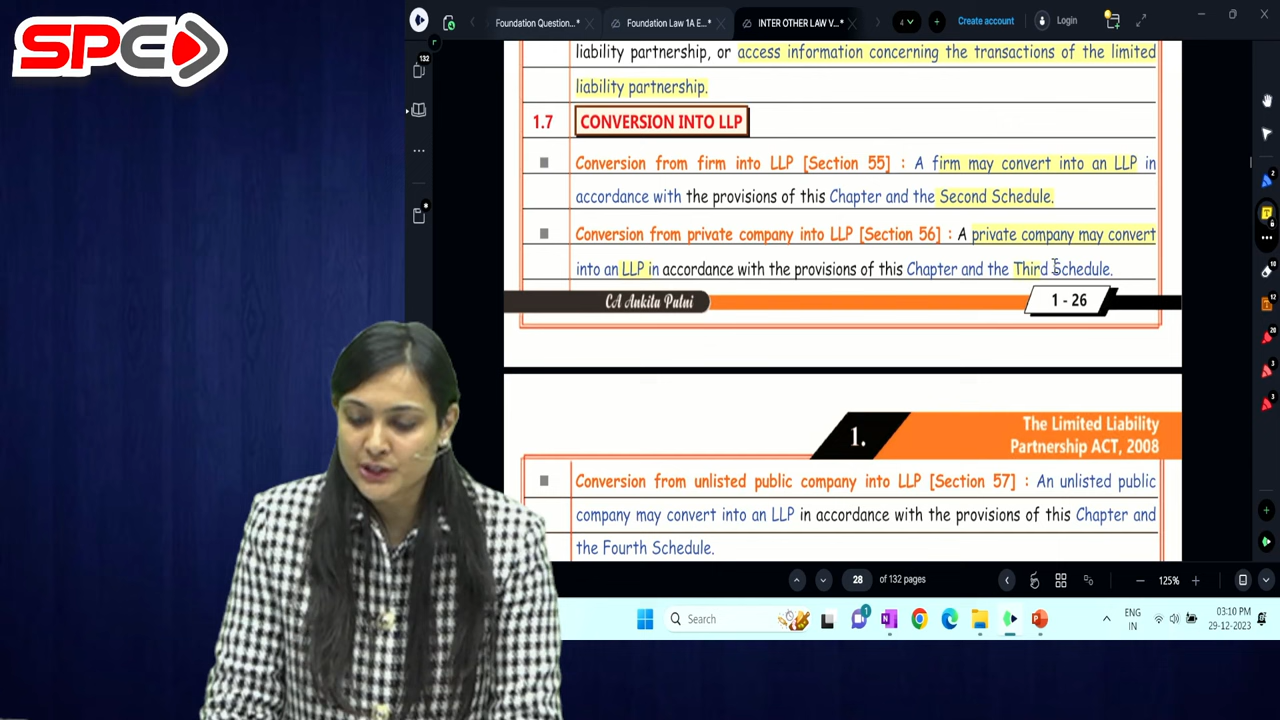 SPC
Foundation Question...*
Foundation Law 1A E...*
INTER OTHER LAW V...*
4
Create account
Login
132
liability partnership, or access information concerning the transactions of the limited
liability partnership.
1.7 CONVERSION INTO LLP
Conversion from firm into LLP [Section 55] : A firm may convert into an LLP in
accordance with the provisions of this Chapter and the Second Schedule.
Conversion from private company into LLP [Section 56] : A private company may convert
into an LLP in accordance with the provisions of this Chapter and the Third Schedule.
CA Ankita Patni
1 - 26
1.
The Limited Liability
Partnership ACT, 2008
Conversion from unlisted public company into LLP [Section 57] : An unlisted public
company may convert into an LLP in accordance with the provisions of this Chapter and
the Fourth Schedule.
28 of 132 pages
125%
Search
ENG
IN
03:10 PM
29-12-2023